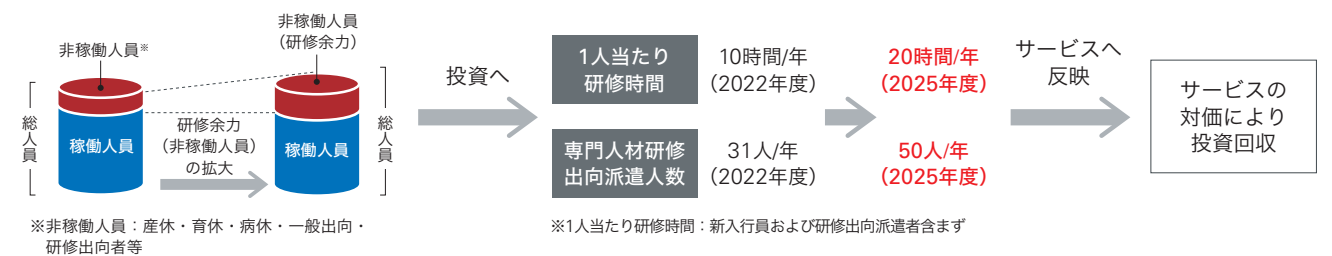 非稼働人員※
総人員
稼働人員
研修余力
（非稼働人員）
の拡大
非稼働人員
（研修余力）
稼働人員
総人員
※非稼働人員：産休・育休・病休・一般出向・
研修出向者等
投資へ
1人当たり
研修時間
10時間/年
（2022年度）
20時間/年
（2025年度）
専門人材研修
出向派遣人数
31人/年
（2022年度）
50人/年
（2025年度）
※1人当たり研修時間：新入行員および研修出向派遣者含まず
サービスへ
反映
サービスの
対価により
投資回収